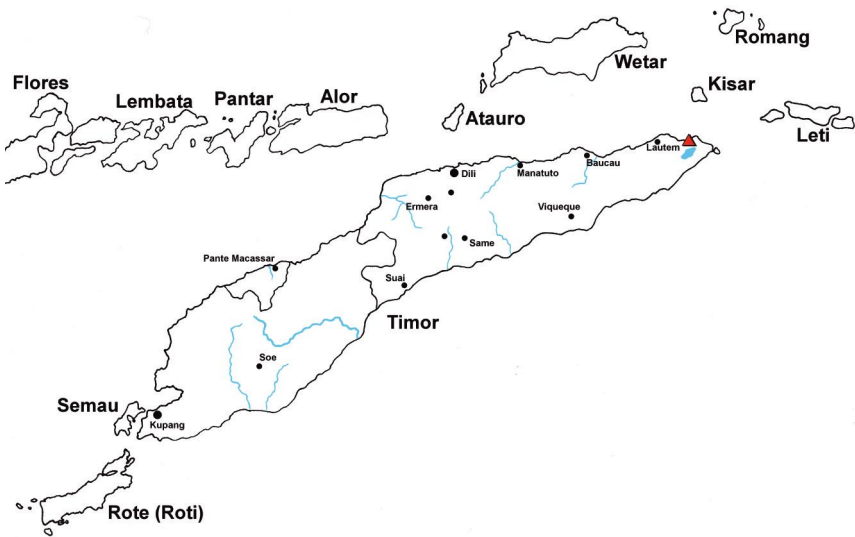 Romang
Wetar
Flores
Kisar
Lembata
Pantar
Alor
Atauro
Leti
Lautem
Baucau
Dili
Manatuto
Ermera
Viqueque
Same
Pante Macassar
Suai
Timor
Soe
Semau
Kupang
Rote (Roti)